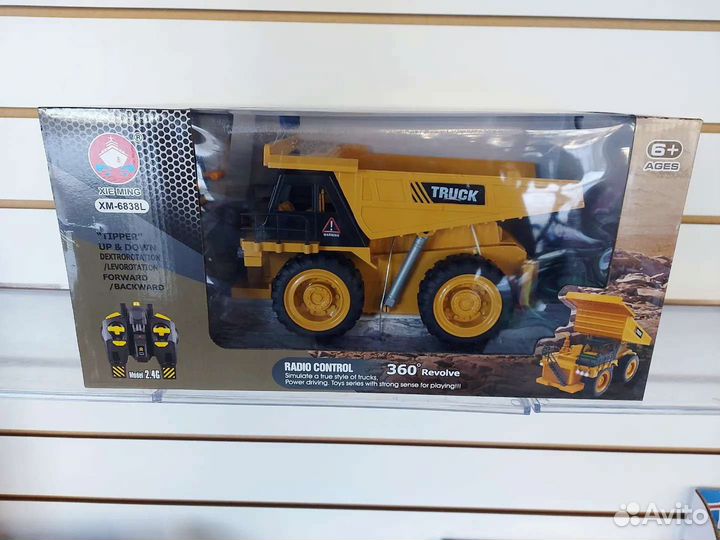 R
XIE MING
XM-6838L
"TIPPER"
UP & DOWN
DEXTROROTATION
/LEVOROTATION
FORWARD
/BACKWARD
Model 2.4G
TRUCK
WARNING
6+
AGES
RADIO CONTROL
Simulate a true style of trucks,
Power driving. Toys series with strong sense for playing!!!
360° Revolve
Avito